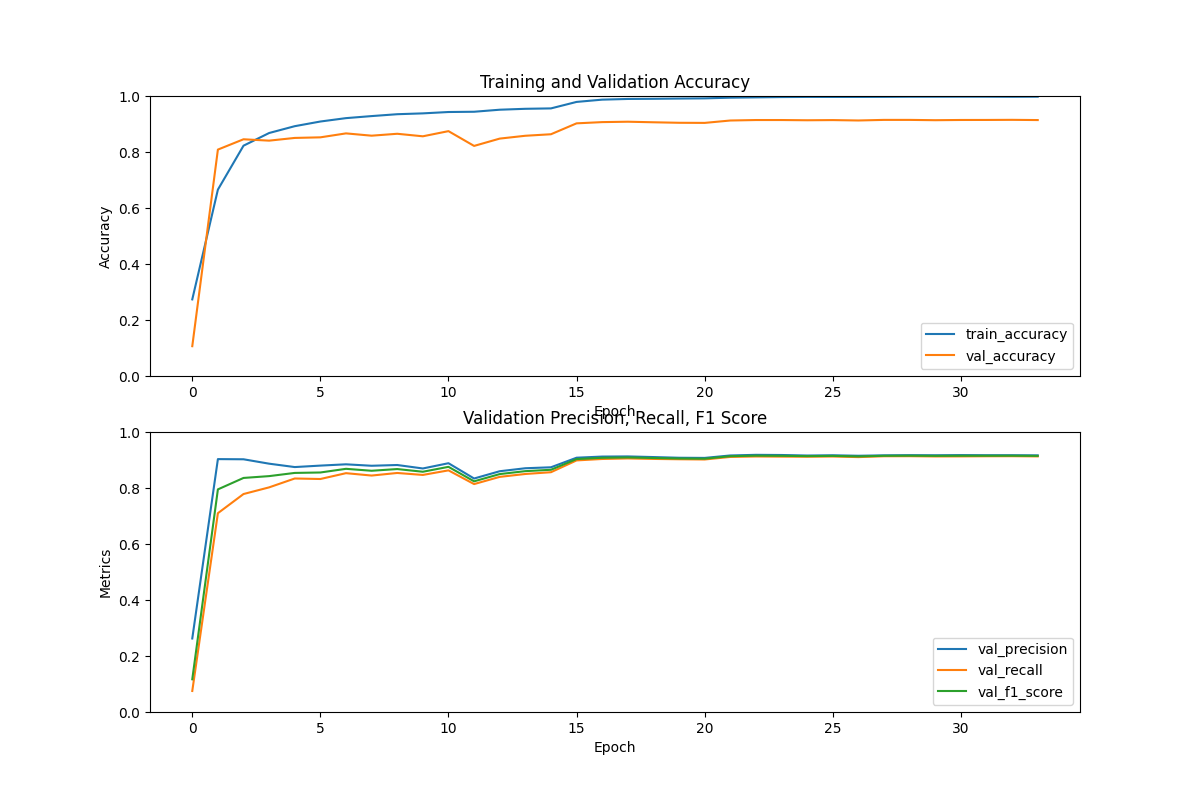 Training and Validation Accuracy
1.0
0.8
0.6
0.4
0.2
0.0
Accuracy
train_accuracy
val_accuracy
0 5 10 15 20 25 30
Epoch
Validation Precision, Recall, F1 Score
1.0
0.8
0.6
0.4
0.2
0.0
Metrics
val_precision
val_recall
val_f1_score
0 5 10 15 20 25 30
Epoch